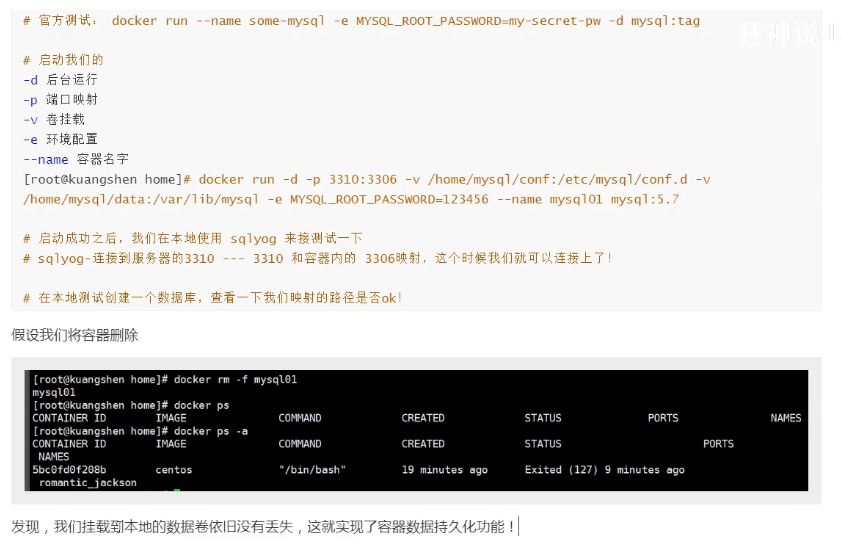 # 官方测试： docker run --name some-mysql -e MYSQL_ROOT_PASSWORD=my-secret-pw -d mysql:tag
狂神说
# 启动我们的
-d 后台运行
-p 端口映射
-v 卷挂载
-e 环境配置
--name 容器名字
[root@kuangshen home]# docker run -d -p 3310:3306 -v /home/mysql/conf:/etc/mysql/conf.d -v
/home/mysql/data:/var/lib/mysql -e MYSQL_ROOT_PASSWORD=123456 --name mysql01 mysql:5.7
# 启动成功之后，我们在本地使用 sqlyog 来接测试一下
# sqlyog-连接到服务器的3310 --- 3310 和容器内的 3306映射，这个时候我们就可以连接上了！
# 在本地测试创建一个数据库，查看一下我们映射的路径是否ok！
假设我们将容器删除
[root@kuangshen home]# docker rm -f mysql01
mysql01
[root@kuangshen home]# docker ps
CONTAINER ID IMAGE COMMAND CREATED STATUS PORTS NAMES
[root@kuangshen home]# docker ps -a
CONTAINER ID IMAGE COMMAND CREATED STATUS PORTS
NAMES
5bc0fd0f208b centos "/bin/bash" 19 minutes ago Exited (127) 9 minutes ago
romantic_jackson
发现，我们挂载到本地的数据卷依旧没有丢失，这就实现了容器数据持久化功能！